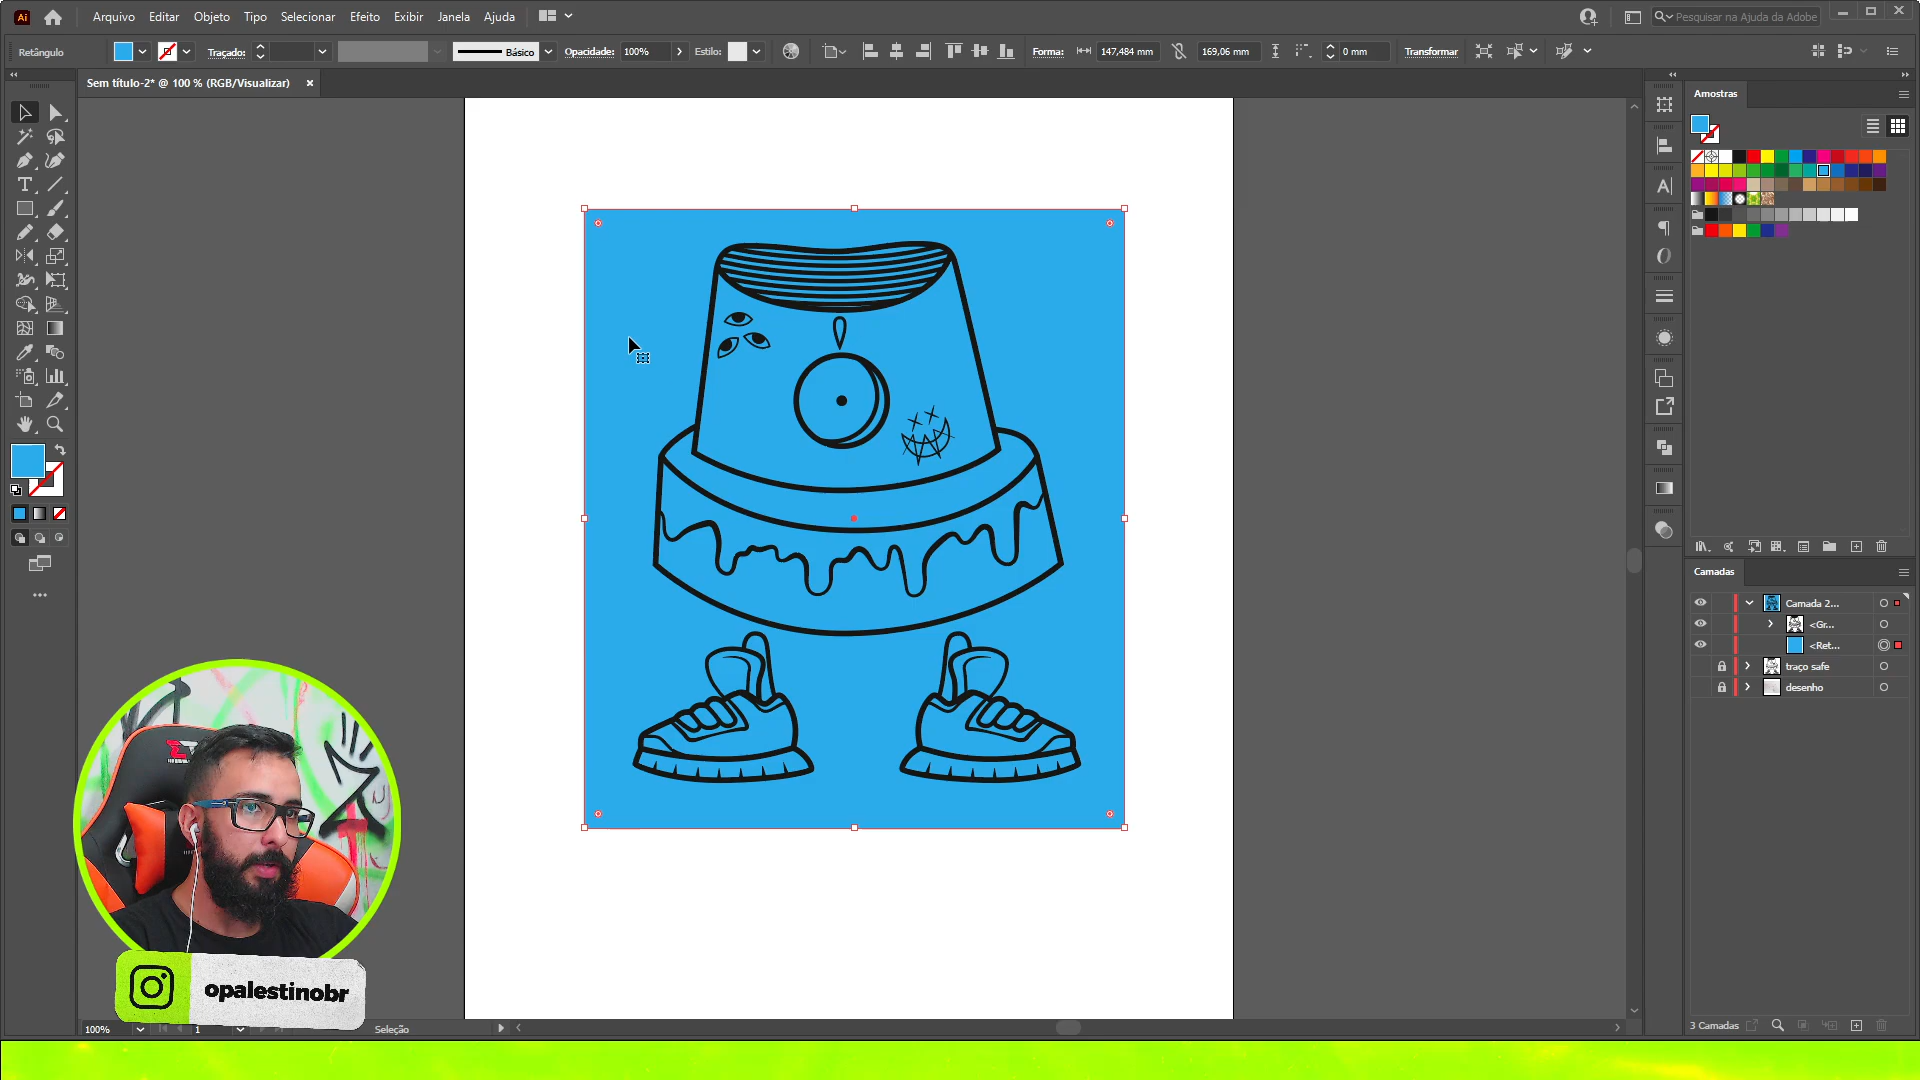 Ai Arquivo Editar Objeto Tipo Selecionar Efeito Exibir Janela Ajuda Pesquisar na Ajuda da Adobe
Retângulo Traçado: Básico Opacidade: 100% Estilo: Forma: 147,484 mm 169,06 mm 0 mm Transformar
Sem título-2* @ 100 % (RGB/Visualizar) ×
Amostras
Camadas
Camada 2...
<Gr...
<Ret...
traço safe
desenho
opalestinobr
100% 1 Seleção
3 Camadas